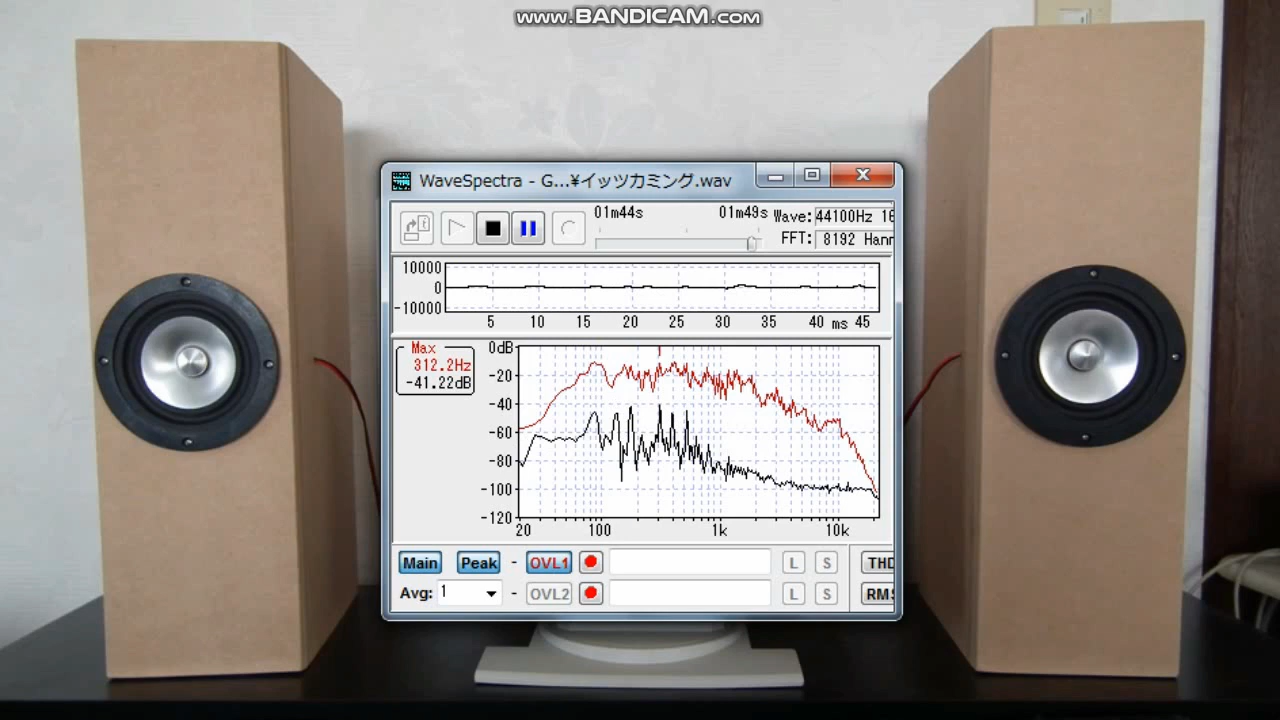 www.BANDICAM.com
WaveSpectra - G...¥イッツカミング.wav
01m44s 01m49s Wave: 44100Hz 16
FFT: 8192 Hann
10000
0
-10000
5 10 15 20 25 30 35 40 ms 45
Max
312.2Hz
-41.22dB
0dB
-20
-40
-60
-80
-100
-120
20 100 1k 10k
Main Peak - OVL1 L S THD
Avg: 1 - OVL2 L S RMS